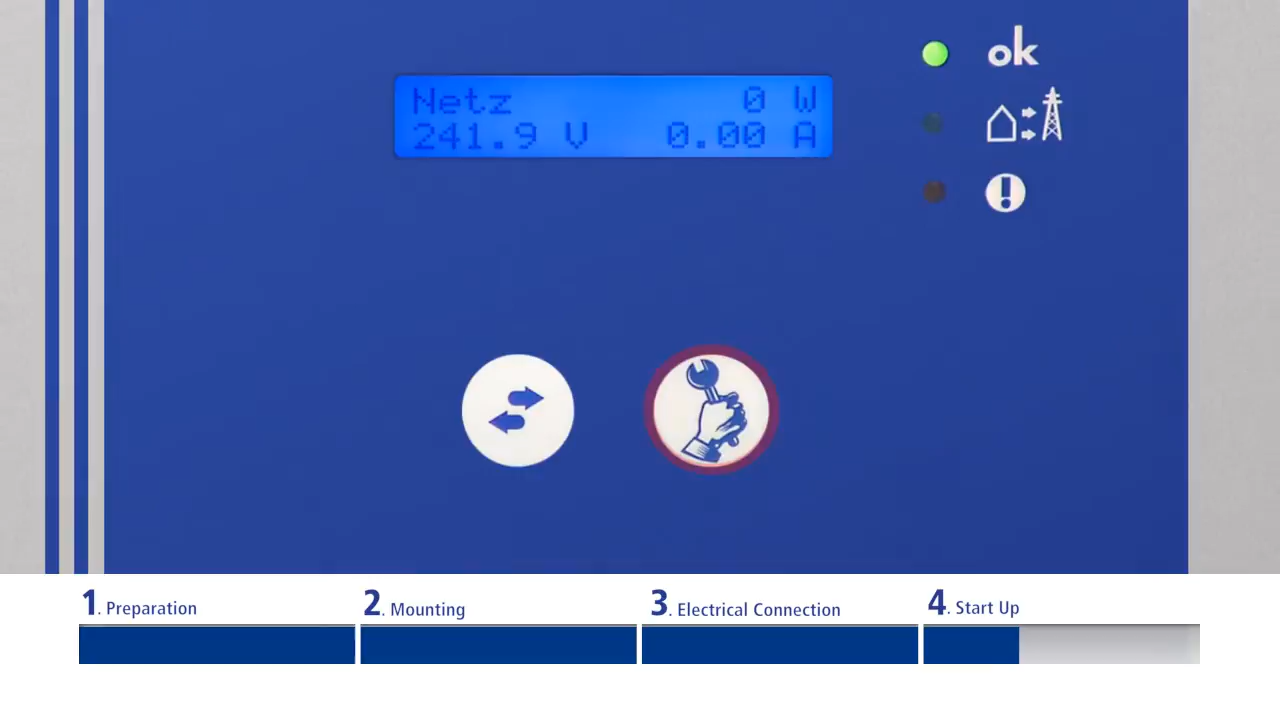 ok
Netz 0 W
241.9 V 0.00 A
1. Preparation
2. Mounting
3. Electrical Connection
4. Start Up